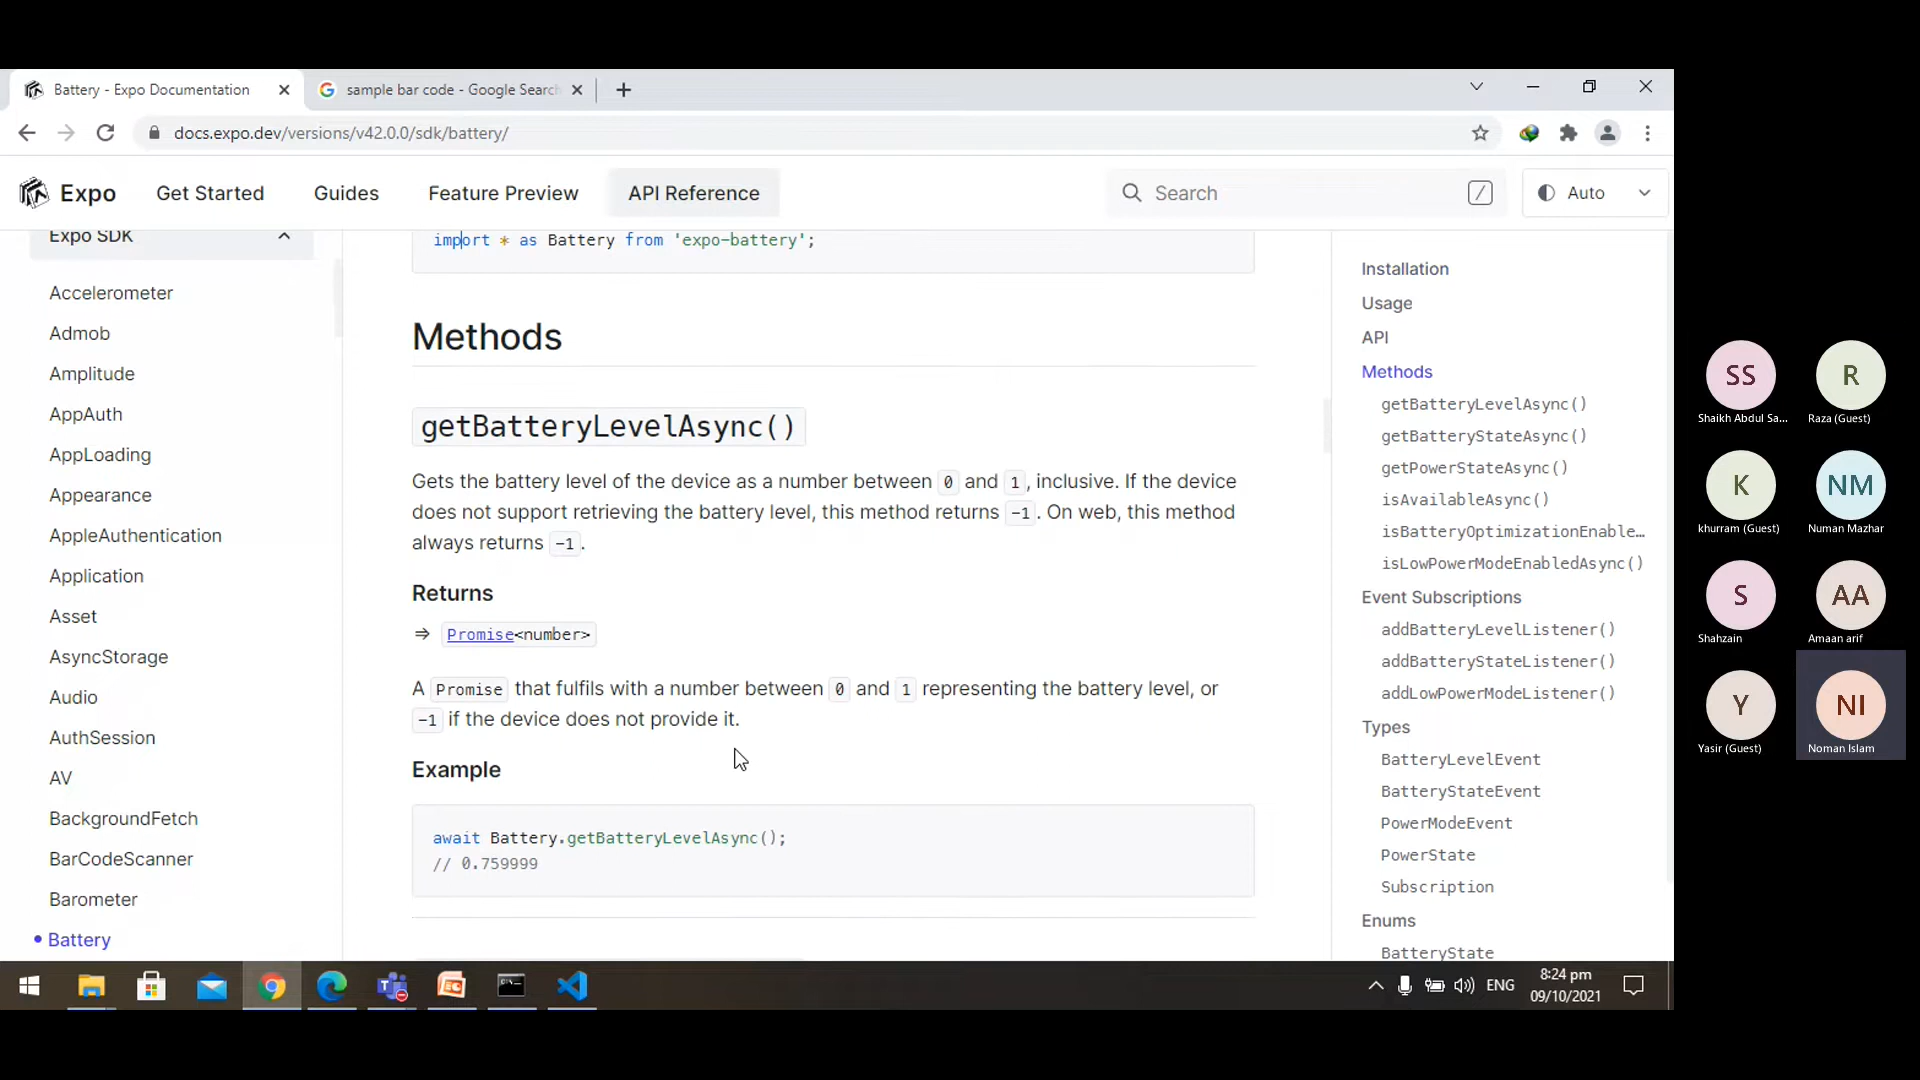 Battery - Expo Documentation
sample bar code - Google Search
docs.expo.dev/versions/v42.0.0/sdk/battery/
Expo
Get Started
Guides
Feature Preview
API Reference
Search
/
Auto
Expo SDK
Accelerometer
Admob
Amplitude
AppAuth
AppLoading
Appearance
AppleAuthentication
Application
Asset
AsyncStorage
Audio
AuthSession
AV
BackgroundFetch
BarCodeScanner
Barometer
• Battery
import * as Battery from 'expo-battery';
Methods
getBatteryLevelAsync()
Gets the battery level of the device as a number between 0 and 1, inclusive. If the device
does not support retrieving the battery level, this method returns -1. On web, this method
always returns -1.
Returns
⇒ Promise<number>
A Promise that fulfils with a number between 0 and 1 representing the battery level, or
-1 if the device does not provide it.
Example
await Battery.getBatteryLevelAsync();
// 0.759999
Installation
Usage
API
Methods
getBatteryLevelAsync()
getBatteryStateAsync()
getPowerStateAsync()
isAvailableAsync()
isBatteryOptimizationEnable…
isLowPowerModeEnabledAsync()
Event Subscriptions
addBatteryLevelListener()
addBatteryStateListener()
addLowPowerModeListener()
Types
BatteryLevelEvent
BatteryStateEvent
PowerModeEvent
PowerState
Subscription
Enums
BatteryState
SS
Shaikh Abdul Sa...
R
Raza (Guest)
K
khurram (Guest)
NM
Numan Mazhar
S
Shahzain
AA
Amaan arif
Y
Yasir (Guest)
NI
Noman Islam
ENG
8:24 pm
09/10/2021